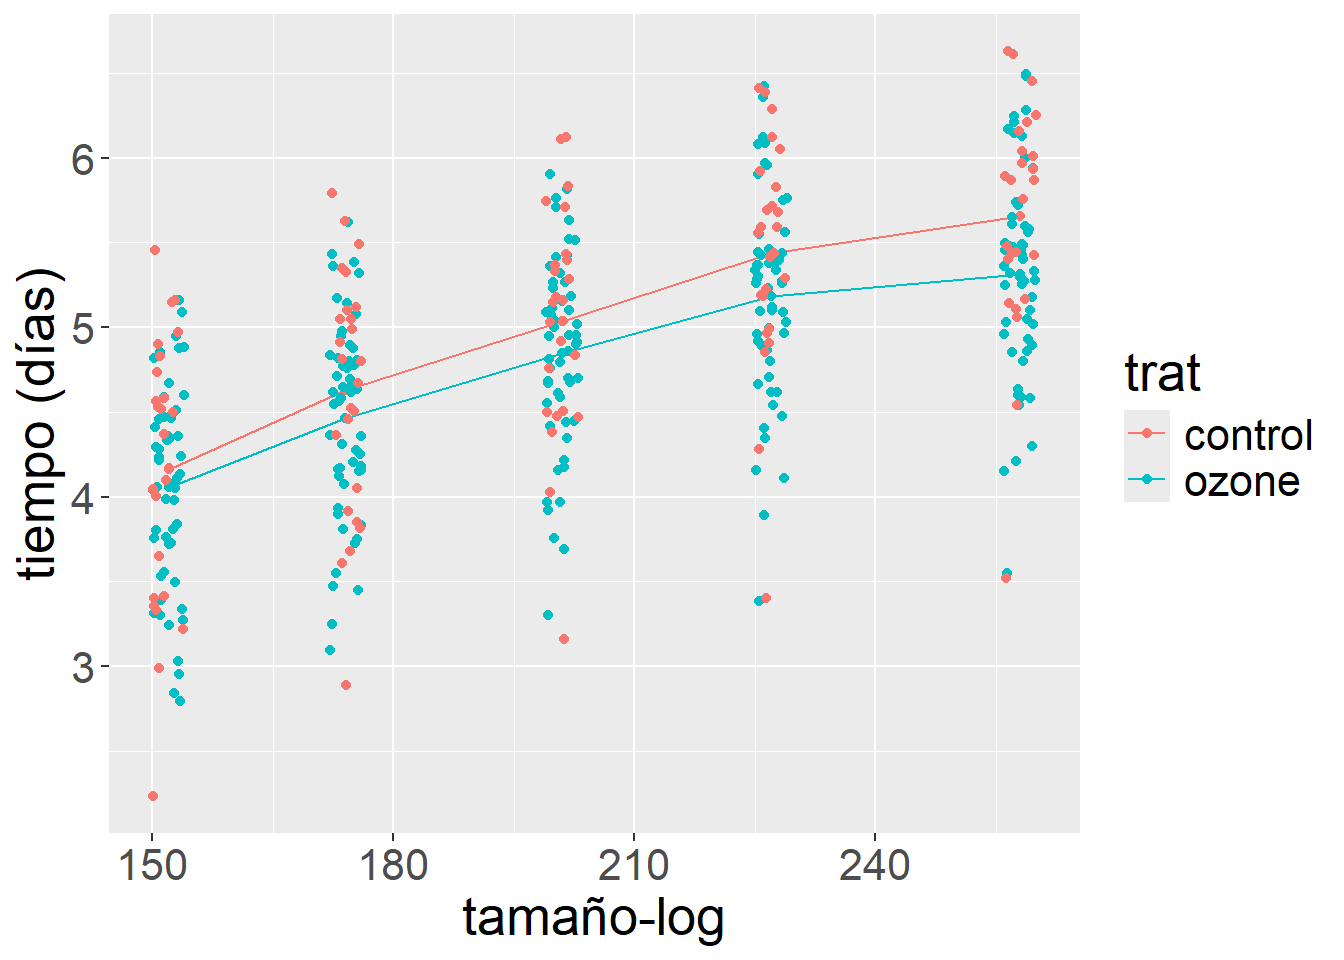 tiempo (días)
6
5
4
3
150 180 210 240
tamaño-log
trat
control
ozone